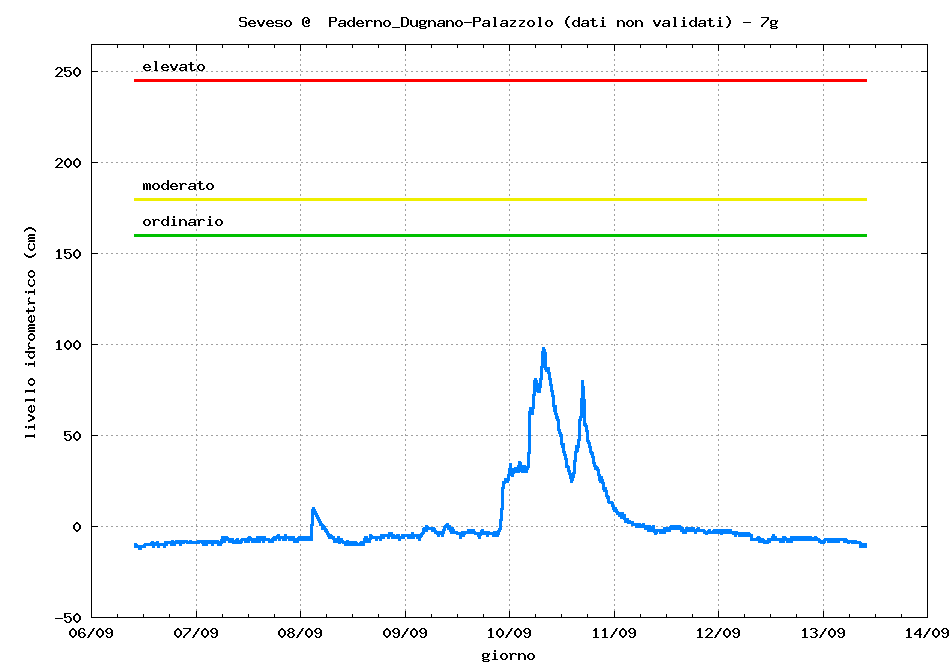 Seveso @  Paderno_Dugnano-Palazzolo (dati non validati) - 7g
250
elevato
200
moderato
ordinario
150
livello idrometrico (cm)
100
50
0
-50
06/09 07/09 08/09 09/09 10/09 11/09 12/09 13/09 14/09
giorno